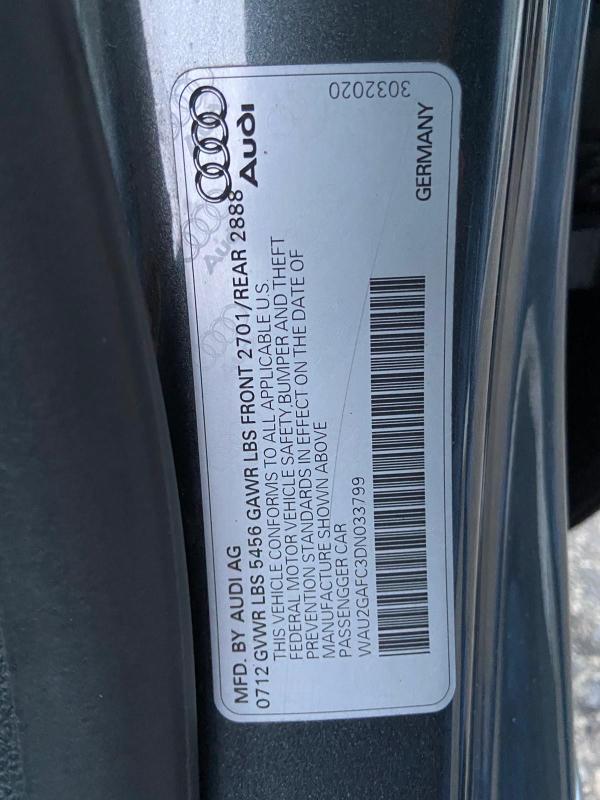 MFD. BY AUDI AG
0712 GVWR LBS 5456 GAWR LBS FRONT 2701/REAR 2888
THIS VEHICLE CONFORMS TO ALL APPLICABLE U.S.
FEDERAL MOTOR VEHICLE SAFETY,BUMPER AND THEFT
PREVENTION STANDARDS IN EFFECT ON THE DATE OF
MANUFACTURE SHOWN ABOVE
PASSENGGER CAR
WAU2GAFC3DN033799
Audi
Audi
GERMANY
3032020